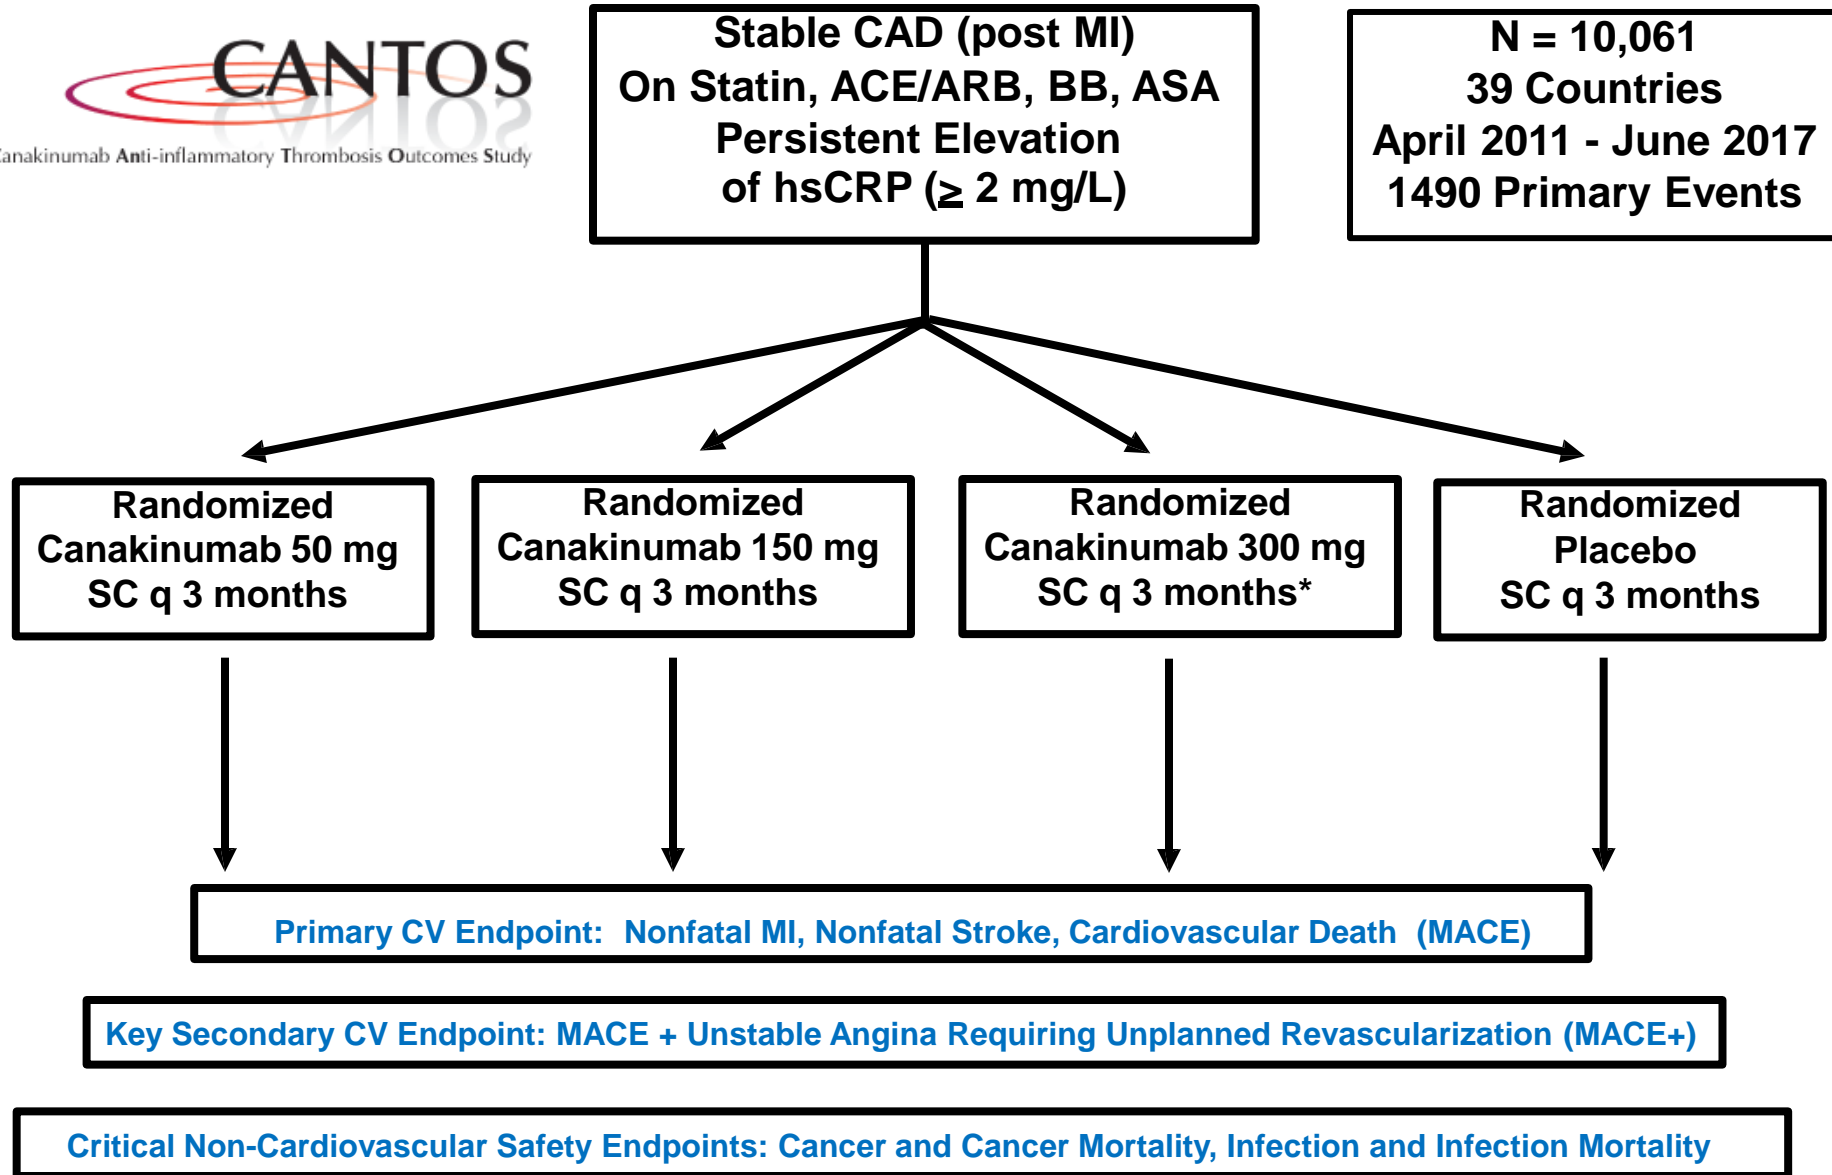 CANTOS
Canakinumab Anti-inflammatory Thrombosis Outcomes Study
Stable CAD (post MI)
On Statin, ACE/ARB, BB, ASA
Persistent Elevation
of hsCRP (≥ 2 mg/L)
N = 10,061
39 Countries
April 2011 - June 2017
1490 Primary Events
Randomized
Canakinumab 50 mg
SC q 3 months
Randomized
Canakinumab 150 mg
SC q 3 months
Randomized
Canakinumab 300 mg
SC q 3 months*
Randomized
Placebo
SC q 3 months
Primary CV Endpoint: Nonfatal MI, Nonfatal Stroke, Cardiovascular Death (MACE)
Key Secondary CV Endpoint: MACE + Unstable Angina Requiring Unplanned Revascularization (MACE+)
Critical Non-Cardiovascular Safety Endpoints: Cancer and Cancer Mortality, Infection and Infection Mortality